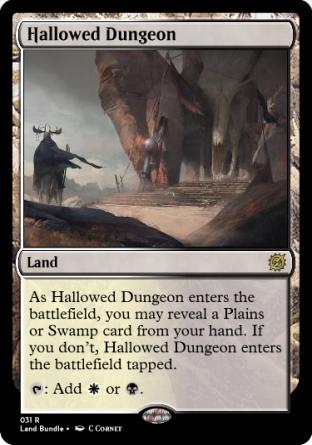 Hallowed Dungeon
Land
As Hallowed Dungeon enters the
battlefield, you may reveal a Plains
or Swamp card from your hand. If
you don't, Hallowed Dungeon enters
the battlefield tapped.
: Add or .
031 R
Land Bundle • C Cornet